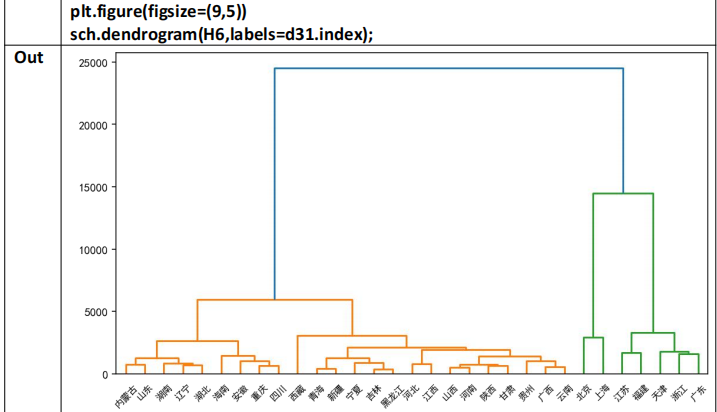 plt.figure(figsize=(9,5))
sch.dendrogram(H6,labels=d31.index);
Out
25000
20000
15000
10000
5000
0
内蒙古 山东 湖南 辽宁 湖北 海南 安徽 重庆 四川 西藏 青海 新疆 宁夏 吉林 黑龙江 河北 江西 山西 河南 陕西 甘肃 贵州 广西 云南 北京 上海 江苏 福建 天津 浙江 广东